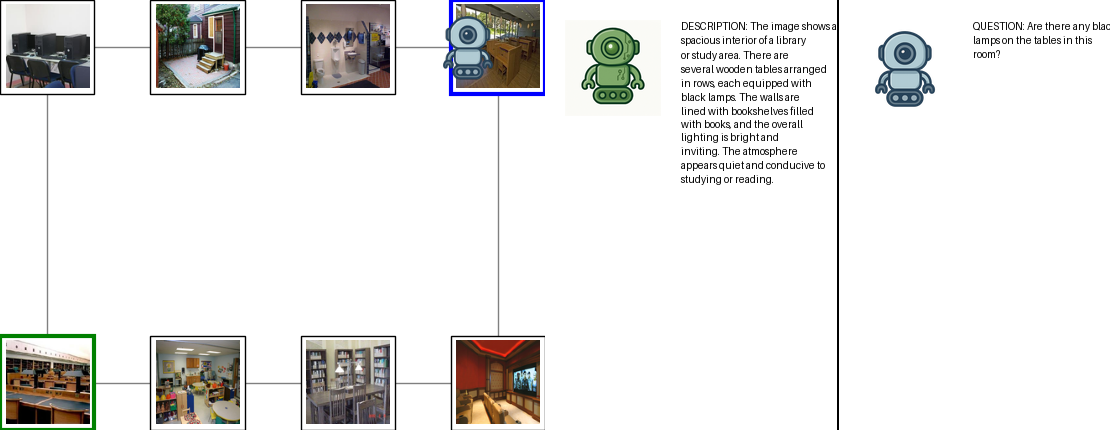 DESCRIPTION: The image shows a
spacious interior of a library
or study area. There are
several wooden tables arranged
in rows, each equipped with
black lamps. The walls are
lined with bookshelves filled
with books, and the overall
lighting is bright and
inviting. The atmosphere
appears quiet and conducive to
studying or reading.
QUESTION: Are there any blac
lamps on the tables in this
room?